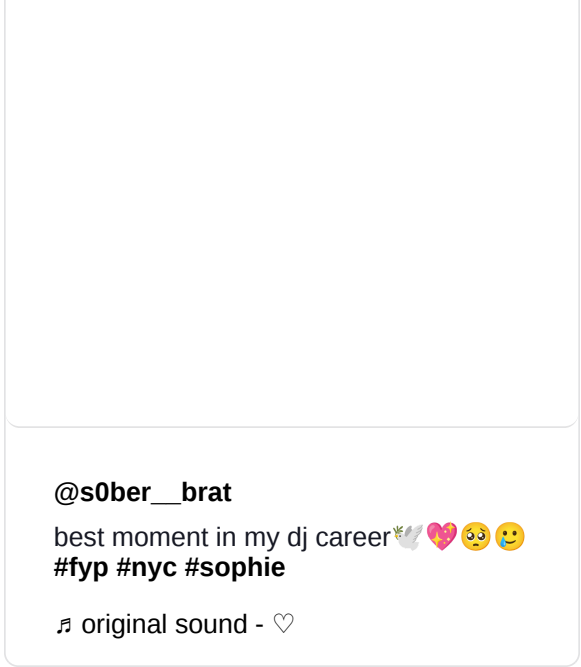 @s0ber__brat
best moment in my dj career🕊️💖🥺🥲
#fyp #nyc #sophie
♬ original sound - ♡